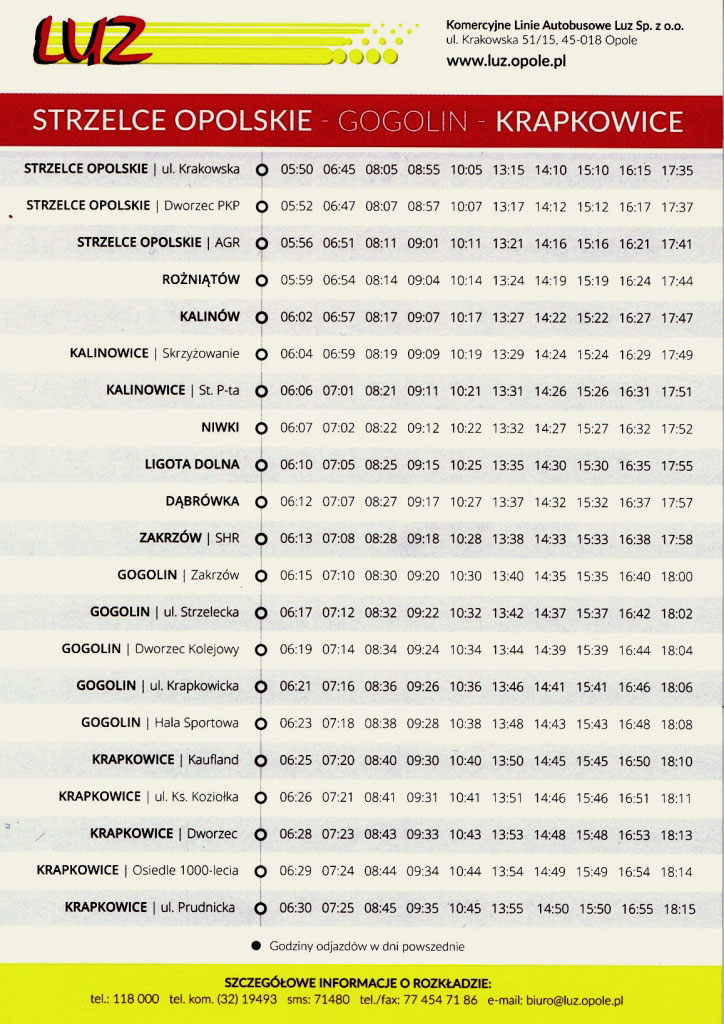 LUZ
Komercyjne Linie Autobusowe Luz Sp. z o.o.
ul. Krakowska 51/15, 45-018 Opole
www.luz.opole.pl
STRZELCE OPOLSKIE - GOGOLIN - KRAPKOWICE
STRZELCE OPOLSKIE | ul. Krakowska 05:50 06:45 08:05 08:55 10:05 13:15 14:10 15:10 16:15 17:35
STRZELCE OPOLSKIE | Dworzec PKP 05:52 06:47 08:07 08:57 10:07 13:17 14:12 15:12 16:17 17:37
STRZELCE OPOLSKIE | AGR 05:56 06:51 08:11 09:01 10:11 13:21 14:16 15:16 16:21 17:41
ROŻNIĄTÓW 05:59 06:54 08:14 09:04 10:14 13:24 14:19 15:19 16:24 17:44
KALINÓW 06:02 06:57 08:17 09:07 10:17 13:27 14:22 15:22 16:27 17:47
KALINOWICE | Skrzyżowanie 06:04 06:59 08:19 09:09 10:19 13:29 14:24 15:24 16:29 17:49
KALINOWICE | St. P-ta 06:06 07:01 08:21 09:11 10:21 13:31 14:26 15:26 16:31 17:51
NIWKI 06:07 07:02 08:22 09:12 10:22 13:32 14:27 15:27 16:32 17:52
LIGOTA DOLNA 06:10 07:05 08:25 09:15 10:25 13:35 14:30 15:30 16:35 17:55
DĄBRÓWKA 06:12 07:07 08:27 09:17 10:27 13:37 14:32 15:32 16:37 17:57
ZAKRZÓW | SHR 06:13 07:08 08:28 09:18 10:28 13:38 14:33 15:33 16:38 17:58
GOGOLIN | Zakrzów 06:15 07:10 08:30 09:20 10:30 13:40 14:35 15:35 16:40 18:00
GOGOLIN | ul. Strzelecka 06:17 07:12 08:32 09:22 10:32 13:42 14:37 15:37 16:42 18:02
GOGOLIN | Dworzec Kolejowy 06:19 07:14 08:34 09:24 10:34 13:44 14:39 15:39 16:44 18:04
GOGOLIN | ul. Krapkowicka 06:21 07:16 08:36 09:26 10:36 13:46 14:41 15:41 16:46 18:06
GOGOLIN | Hala Sportowa 06:23 07:18 08:38 09:28 10:38 13:48 14:43 15:43 16:48 18:08
KRAPKOWICE | Kaufland 06:25 07:20 08:40 09:30 10:40 13:50 14:45 15:45 16:50 18:10
KRAPKOWICE | ul. Ks. Koziołka 06:26 07:21 08:41 09:31 10:41 13:51 14:46 15:46 16:51 18:11
KRAPKOWICE | Dworzec 06:28 07:23 08:43 09:33 10:43 13:53 14:48 15:48 16:53 18:13
KRAPKOWICE | Osiedle 1000-lecia 06:29 07:24 08:44 09:34 10:44 13:54 14:49 15:49 16:54 18:14
KRAPKOWICE | ul. Prudnicka 06:30 07:25 08:45 09:35 10:45 13:55 14:50 15:50 16:55 18:15
● Godziny odjazdów w dni powszednie
SZCZEGÓŁOWE INFORMACJE O ROZKŁADZIE:
tel.: 118 000 tel. kom. (32) 19493 sms: 71480 tel./fax: 77 454 71 86 e-mail: biuro@luz.opole.pl